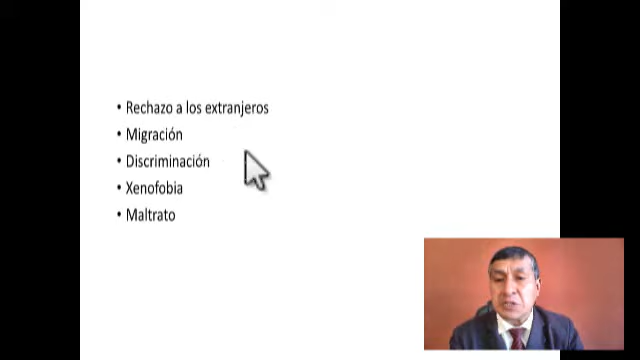 • Rechazo a los extranjeros
• Migración
• Discriminación
• Xenofobia
• Maltrato